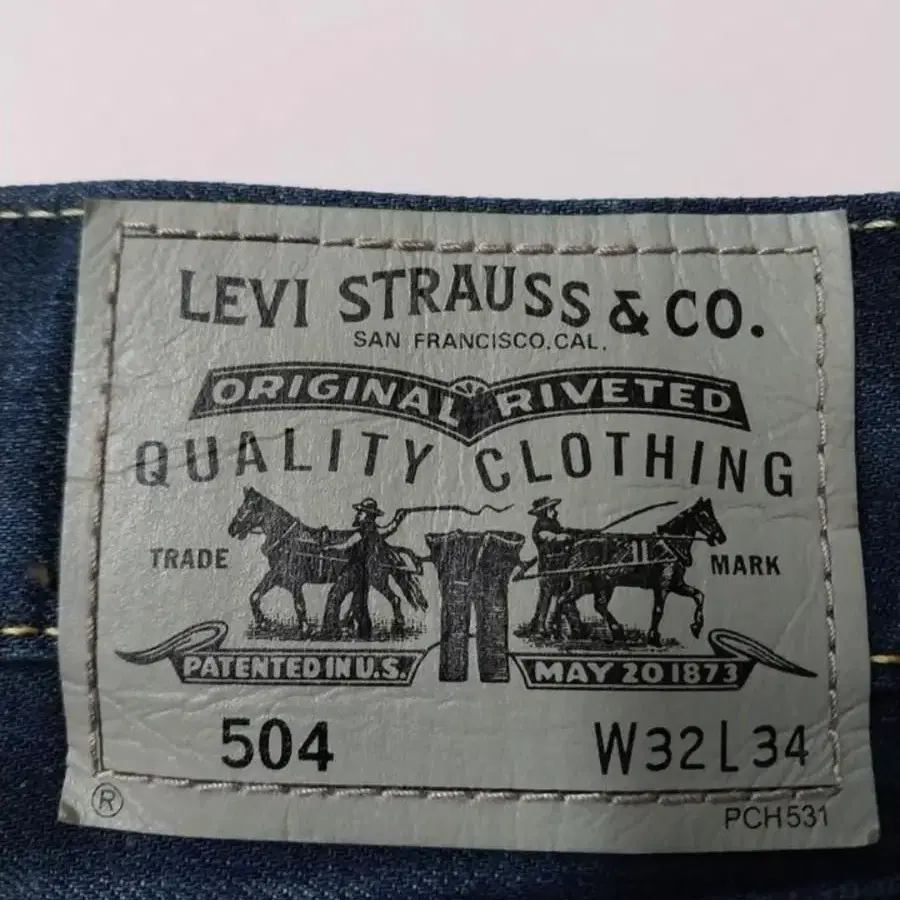 LEVI STRAUSS & CO.
SAN FRANCISCO.CAL.
ORIGINAL RIVETED
QUALITY CLOTHING
TRADE MARK
PATENTED IN U.S. MAY 20 1873
504 W32 L34
®
PCH531